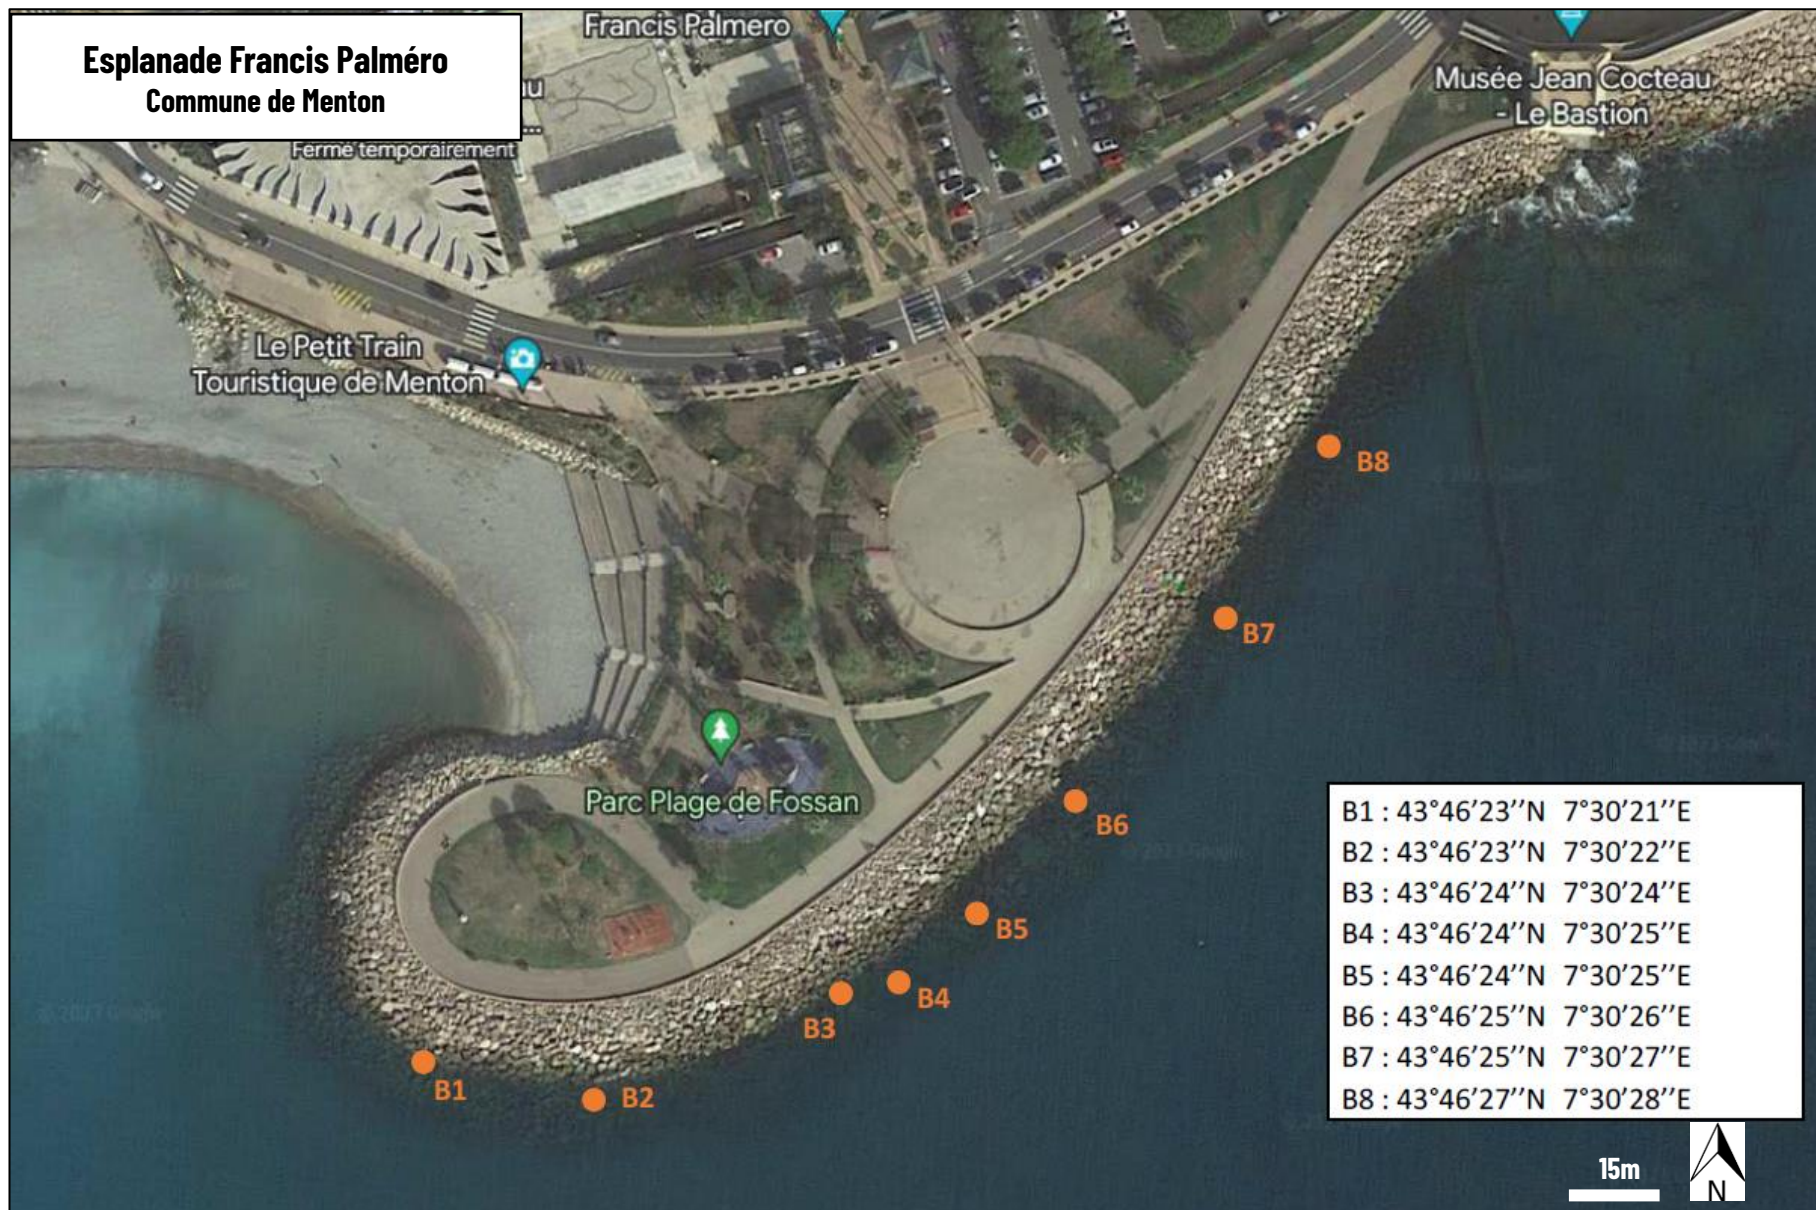 Esplanade Francis Palméro
Commune de Menton
Francis Palmero
au
...
Fermé temporairement
Musée Jean Cocteau
- Le Bastion
Le Petit Train
Touristique de Menton
B8
B7
Parc Plage de Fossan
B6
B5
B4
B3
B1
B2
B1 : 43°46’23’’N 7°30’21’’E
B2 : 43°46’23’’N 7°30’22’’E
B3 : 43°46’24’’N 7°30’24’’E
B4 : 43°46’24’’N 7°30’25’’E
B5 : 43°46’24’’N 7°30’25’’E
B6 : 43°46’25’’N 7°30’26’’E
B7 : 43°46’25’’N 7°30’27’’E
B8 : 43°46’27’’N 7°30’28’’E
15m
N
© 2023 Google